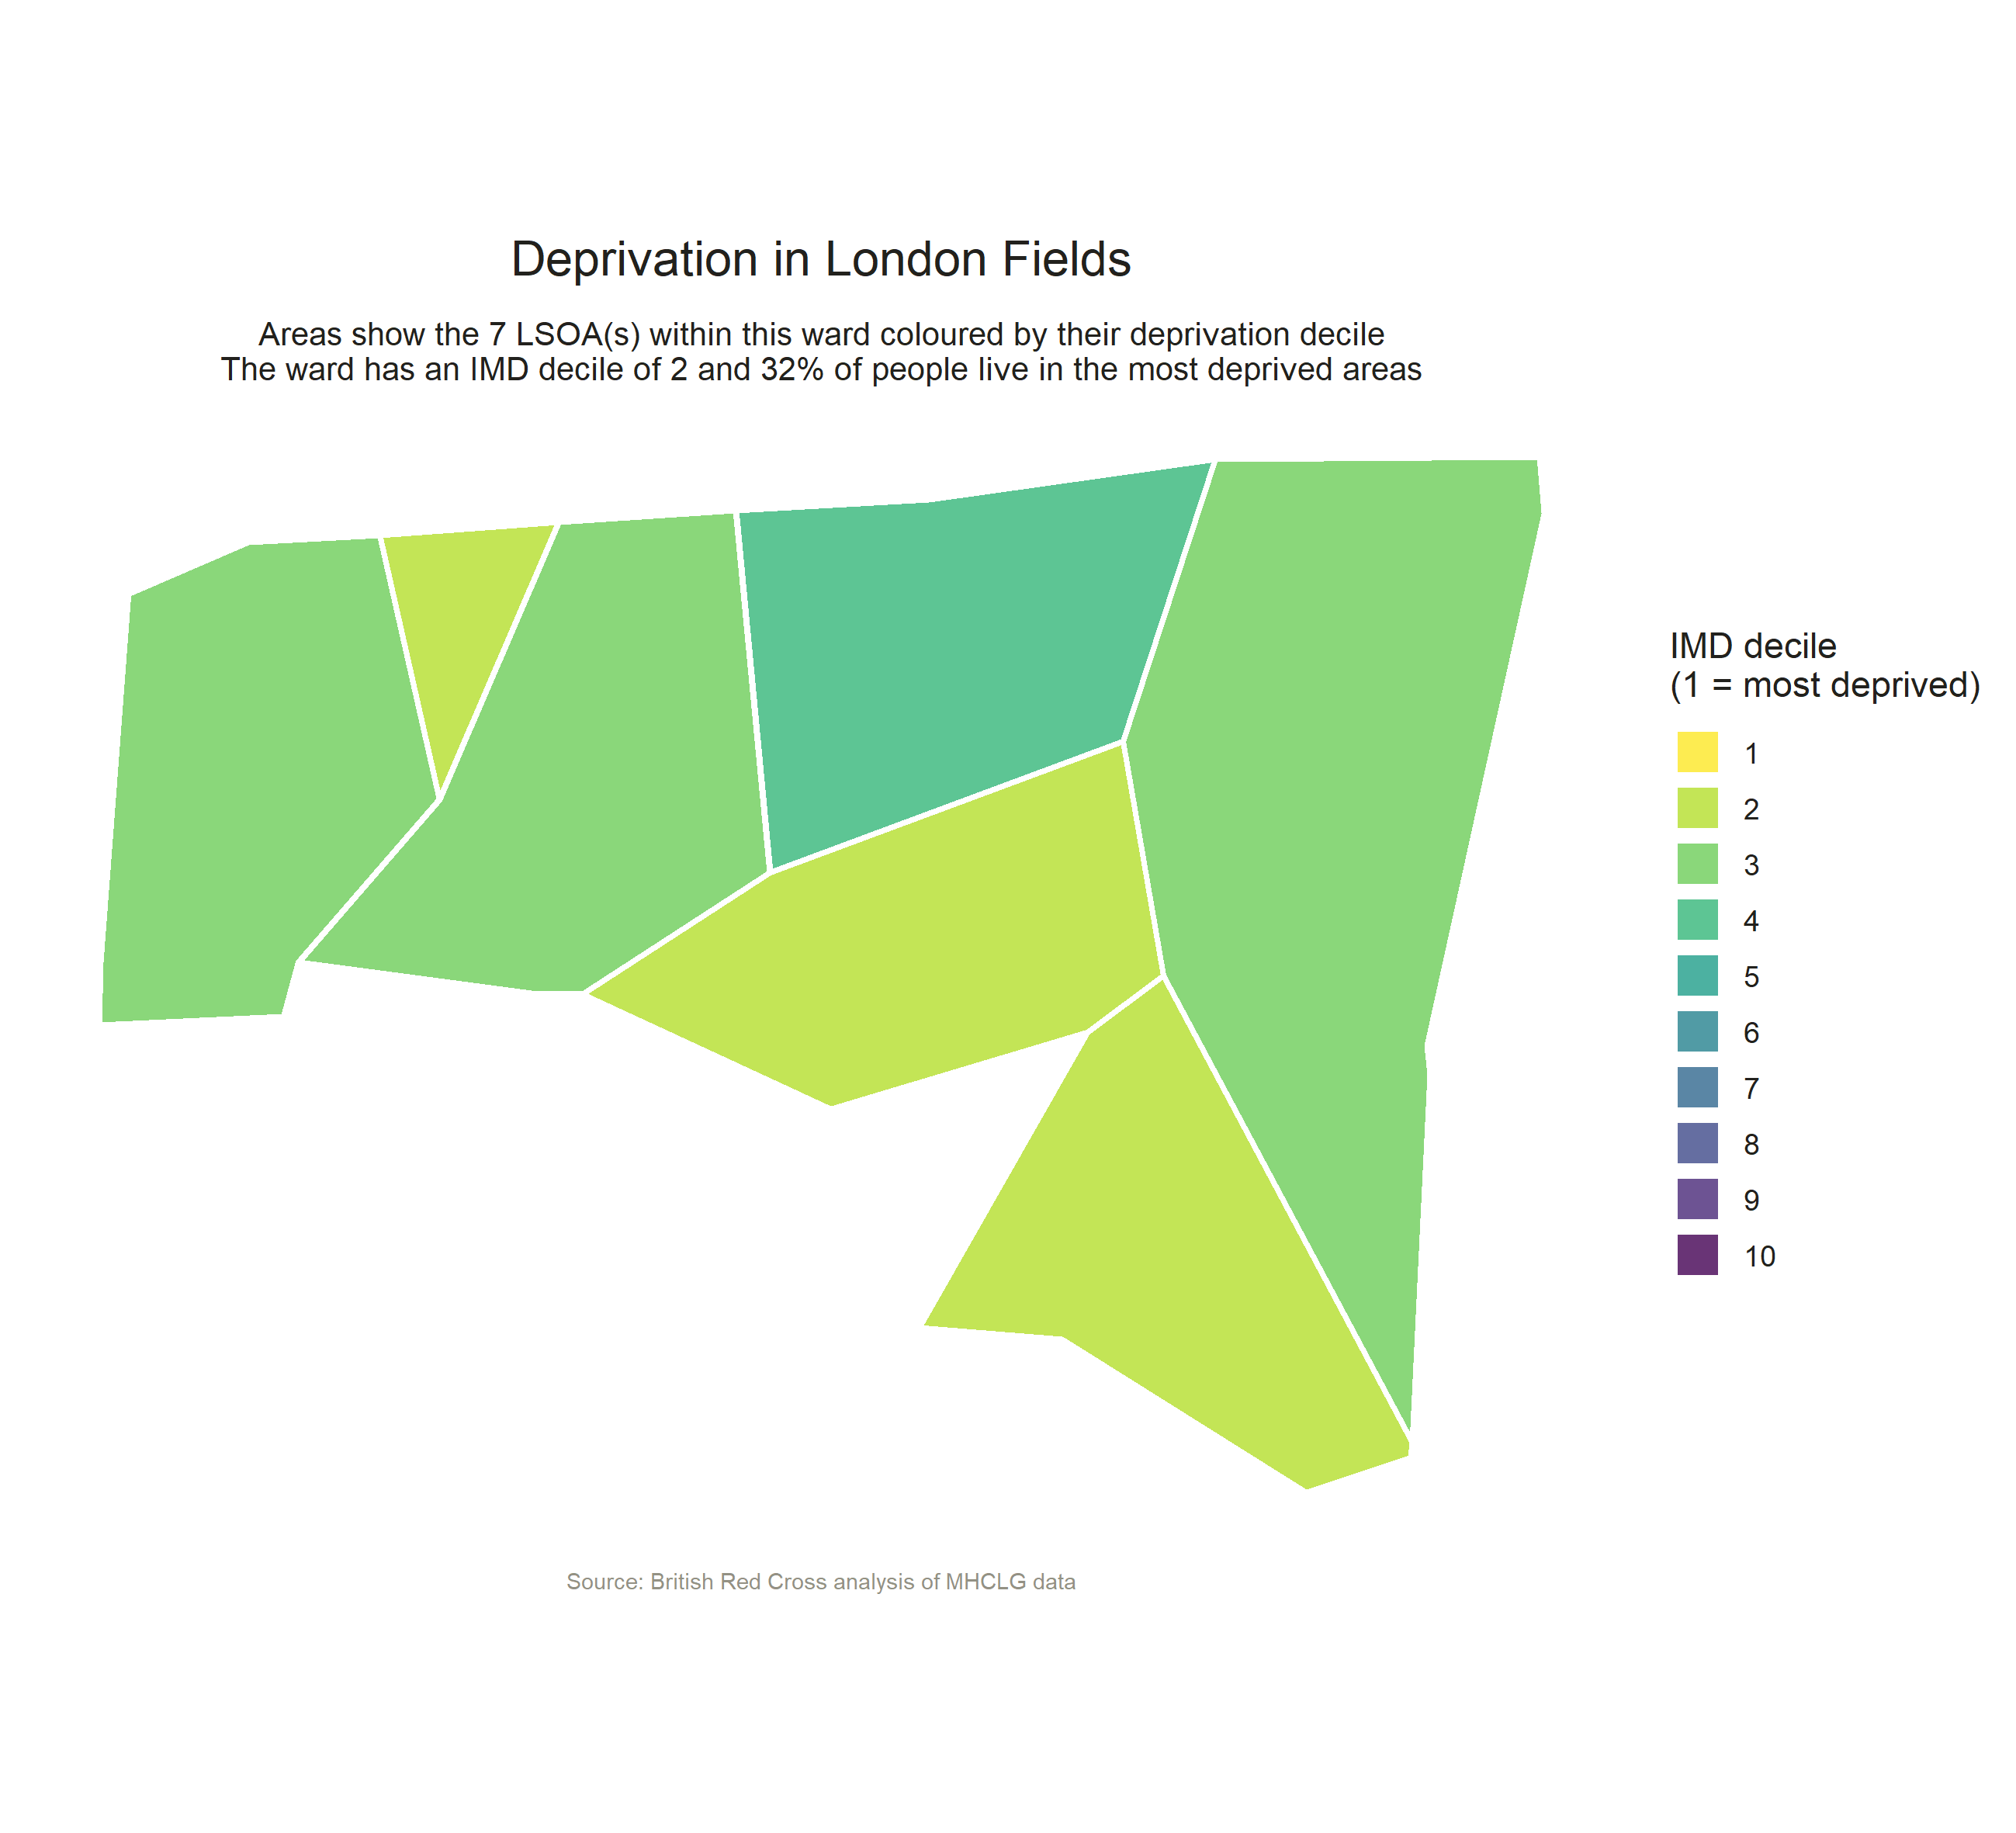 Deprivation in London Fields
Areas show the 7 LSOA(s) within this ward coloured by their deprivation decile
The ward has an IMD decile of 2 and 32% of people live in the most deprived areas
IMD decile
(1 = most deprived)
1
2
3
4
5
6
7
8
9
10
Source: British Red Cross analysis of MHCLG data